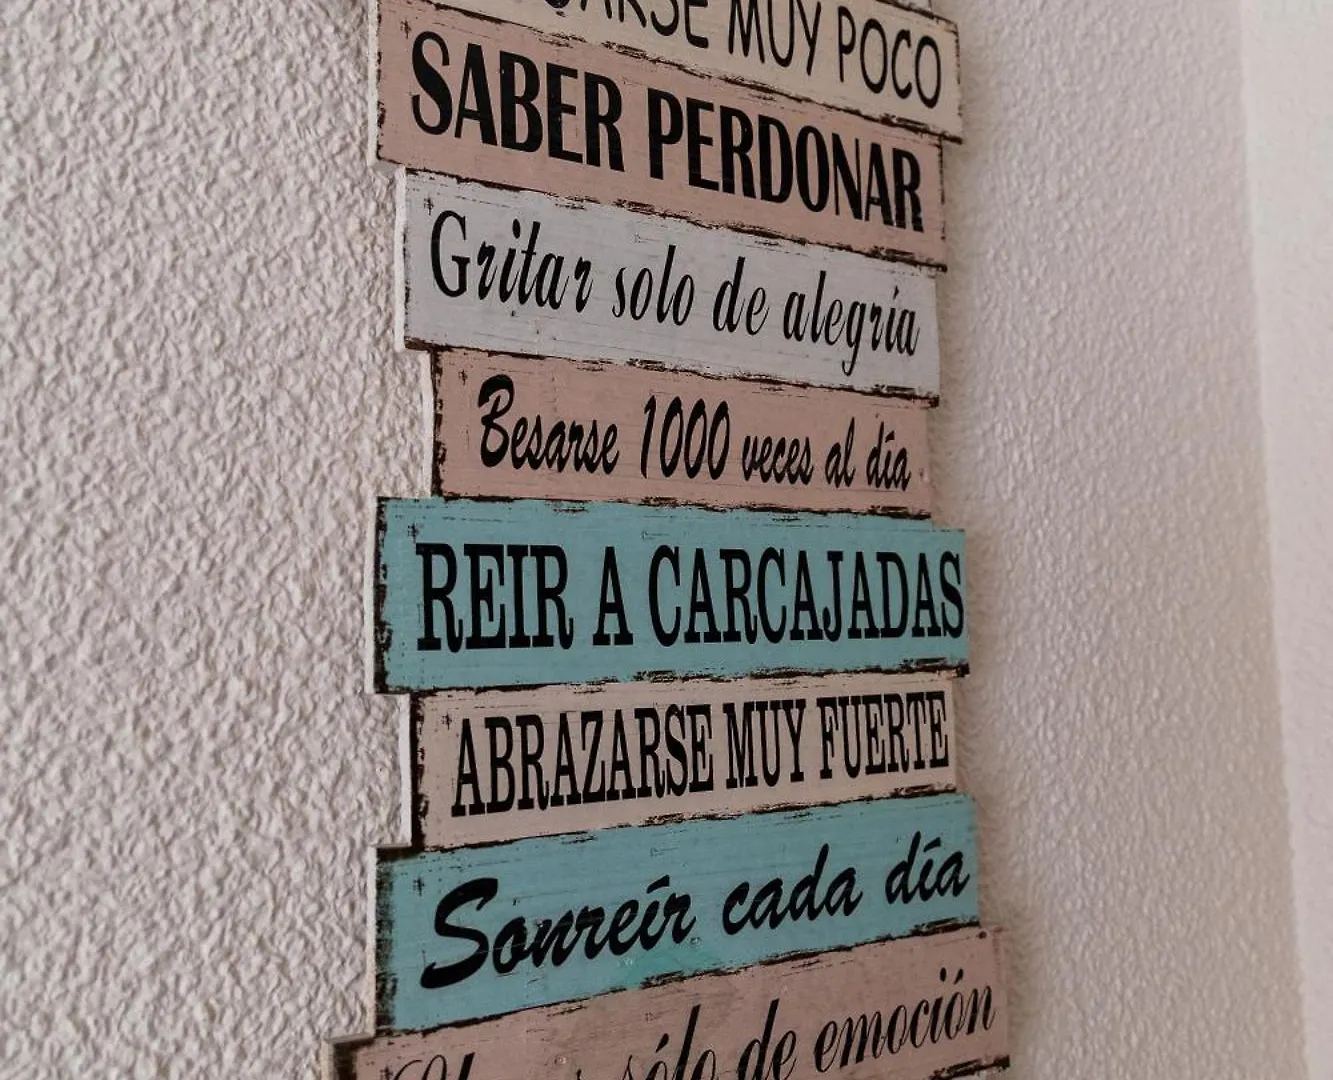 MUY POCO
SABER PERDONAR
Gritar solo de alegría
Besarse 1000 veces al día
REIR A CARCAJADAS
ABRAZARSE MUY FUERTE
Sonreír cada día
sólo de emoción